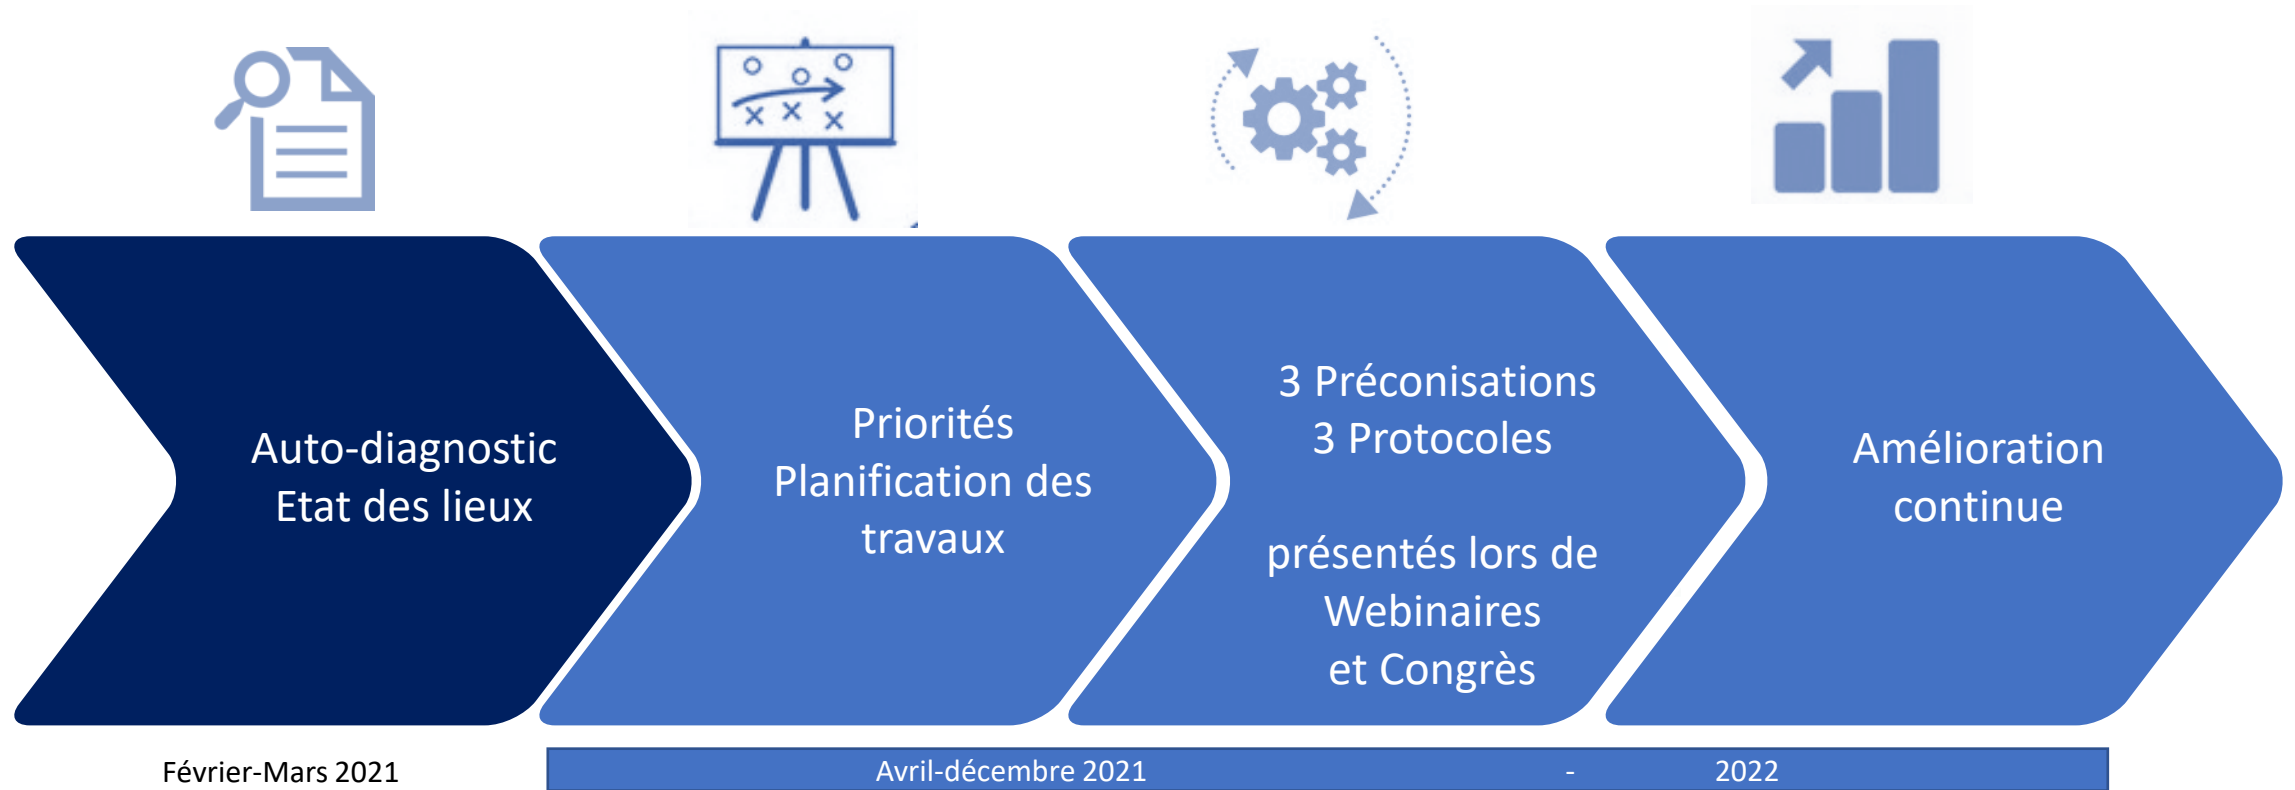 Auto-diagnostic
Etat des lieux
Priorités
Planification des
travaux
3 Préconisations
3 Protocoles
présentés lors de
Webinaires
et Congrès
Amélioration
continue
Février-Mars 2021
Avril-décembre 2021 - 2022